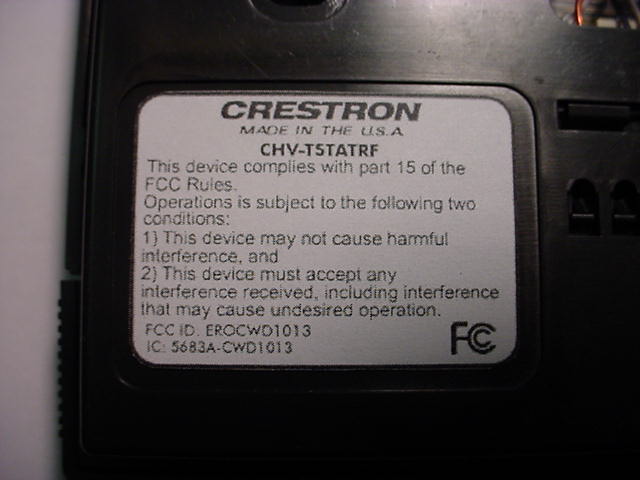 CRESTRON
MADE IN THE U.S.A
CHV-TSTATRF
This device complies with part 15 of the
FCC Rules.
Operations is subject to the following two
conditions:
1) This device may not cause harmful
interference, and
2) This device must accept any
interference received, including interference
that may cause undesired operation.
FCC ID: EROCWD1013
IC: 5683A-CWD1013
FC